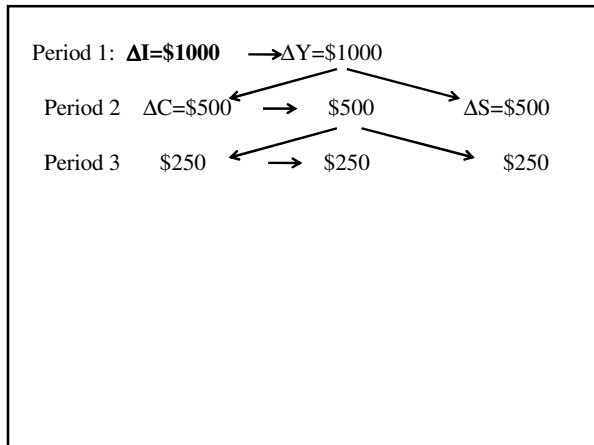 Period 1: ΔI=$1000 ΔY=$1000
Period 2 ΔC=$500 $500 ΔS=$500
Period 3 $250 $250 $250